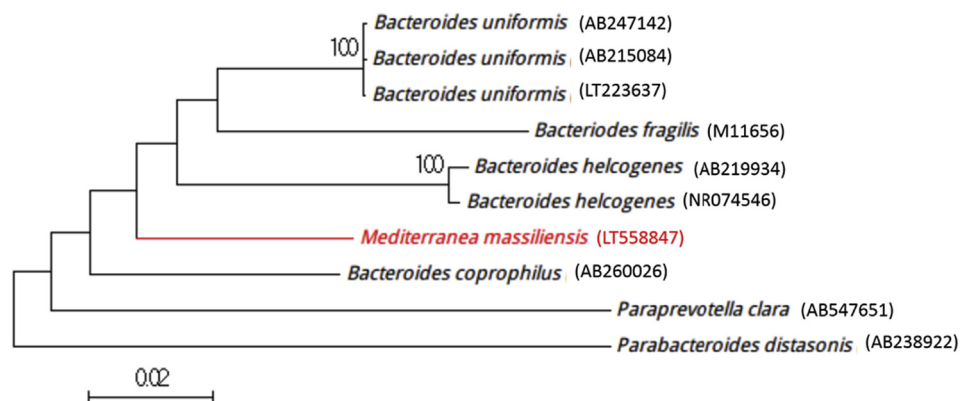 Bacteroides uniformis (AB247142)
100
Bacteroides uniformis (AB215084)
Bacteroides uniformis (LT223637)
Bacteriodes fragilis (M11656)
100
Bacteroides helcogenes (AB219934)
Bacteroides helcogenes (NR074546)
Mediterranea massiliensis (LT558847)
Bacteroides coprophilus (AB260026)
Paraprevotella clara (AB547651)
Parabacteroides distasonis (AB238922)
0.02